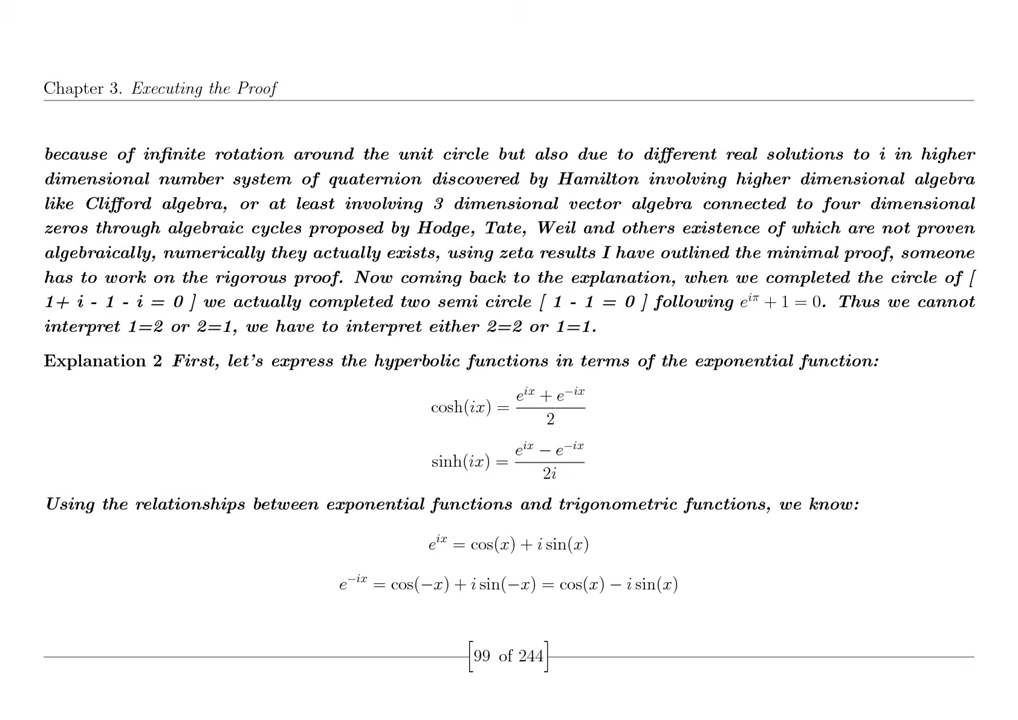 Chapter 3. Executing the Proof
because of infinite rotation around the unit circle but also due to different real solutions to i in higher
dimensional number system of quaternion discovered by Hamilton involving higher dimensional algebra
like Clifford algebra, or at least involving 3 dimensional vector algebra connected to four dimensional
zeros through algebraic cycles proposed by Hodge, Tate, Weil and others existence of which are not proven
algebraically, numerically they actually exists, using zeta results I have outlined the minimal proof, someone
has to work on the rigorous proof. Now coming back to the explanation, when we completed the circle of [
1+ i - 1 - i = 0 ] we actually completed two semi circle [ 1 - 1 = 0 ] following e^{iπ} + 1 = 0. Thus we cannot
interpret 1=2 or 2=1, we have to interpret either 2=2 or 1=1.
Explanation 2 First, let's express the hyperbolic functions in terms of the exponential function:
cosh(ix) = \frac{e^{ix} + e^{-ix}}{2}
sinh(ix) = \frac{e^{ix} - e^{-ix}}{2i}
Using the relationships between exponential functions and trigonometric functions, we know:
e^{ix} = cos(x) + i sin(x)
e^{-ix} = cos(−x) + i sin(−x) = cos(x) − i sin(x)
[99 of 244]